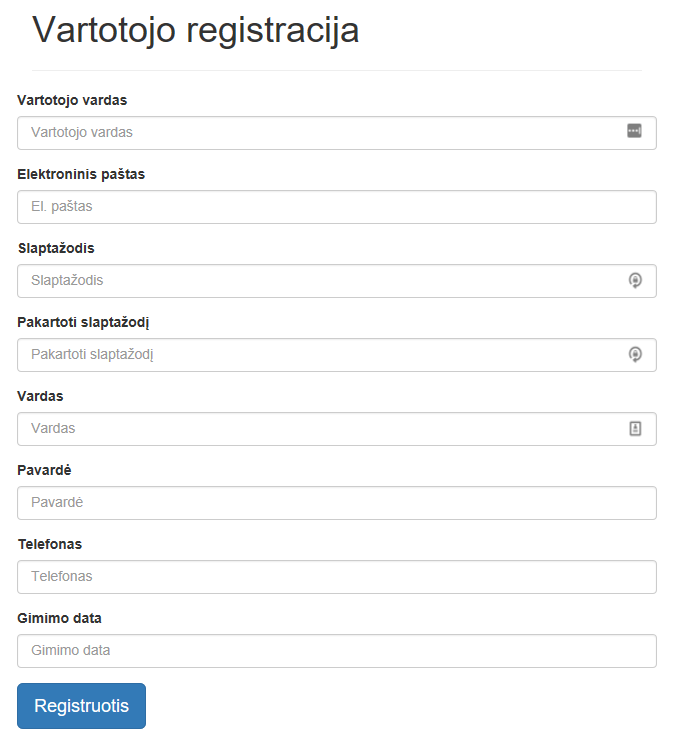 Vartotojo registracija
Vartotojo vardas
Vartotojo vardas
Elektroninis paštas
El. paštas
Slaptažodis
Slaptažodis
Pakartoti slaptažodį
Pakartoti slaptažodį
Vardas
Vardas
Pavardė
Pavardė
Telefonas
Telefonas
Gimimo data
Gimimo data
Registruotis